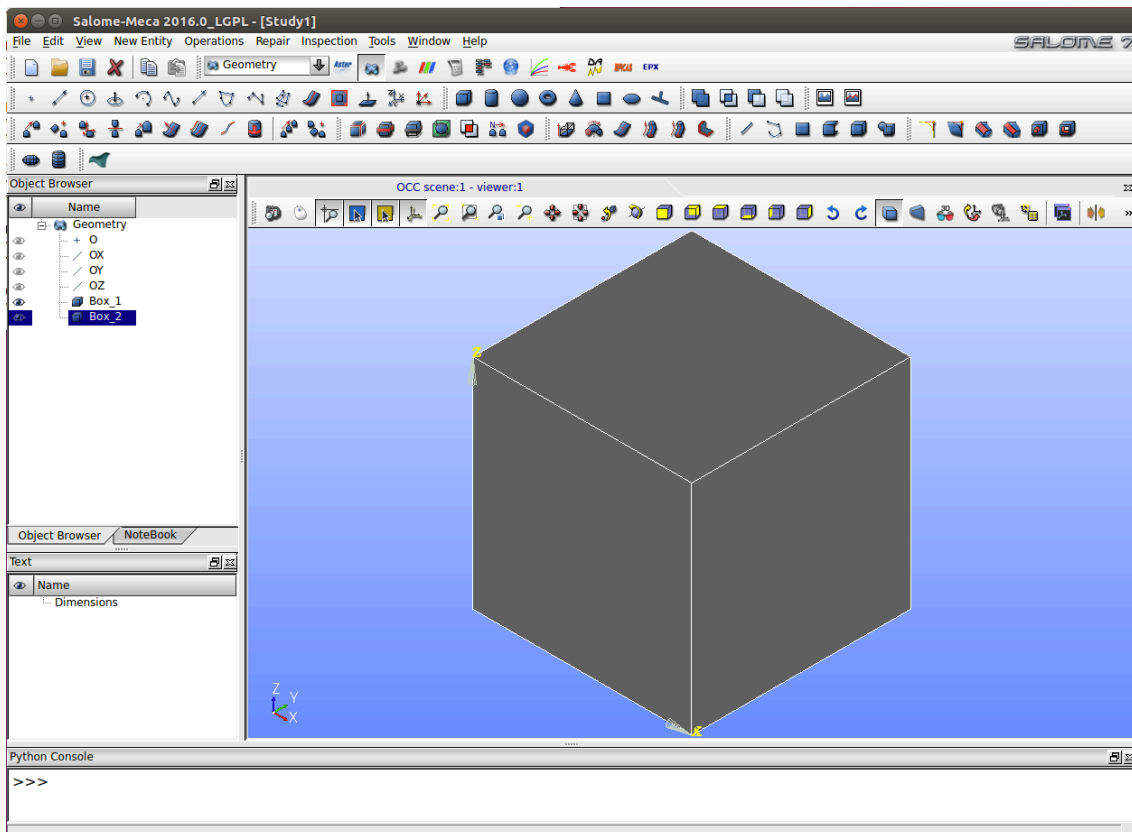 Salome-Meca 2016.0_LGPL - [Study1]
File Edit View New Entity Operations Repair Inspection Tools Window Help
SALOME 7
Geometry
Aster
EPX
Object Browser
OCC scene:1 - viewer:1
Name
Geometry
O
OX
OY
OZ
Box_1
Box_2
Z
X
Z
Y
X
Object Browser NoteBook
Text
Name
Dimensions
Python Console
>>>